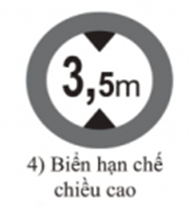 3,5m
4) Biển hạn chế
chiều cao